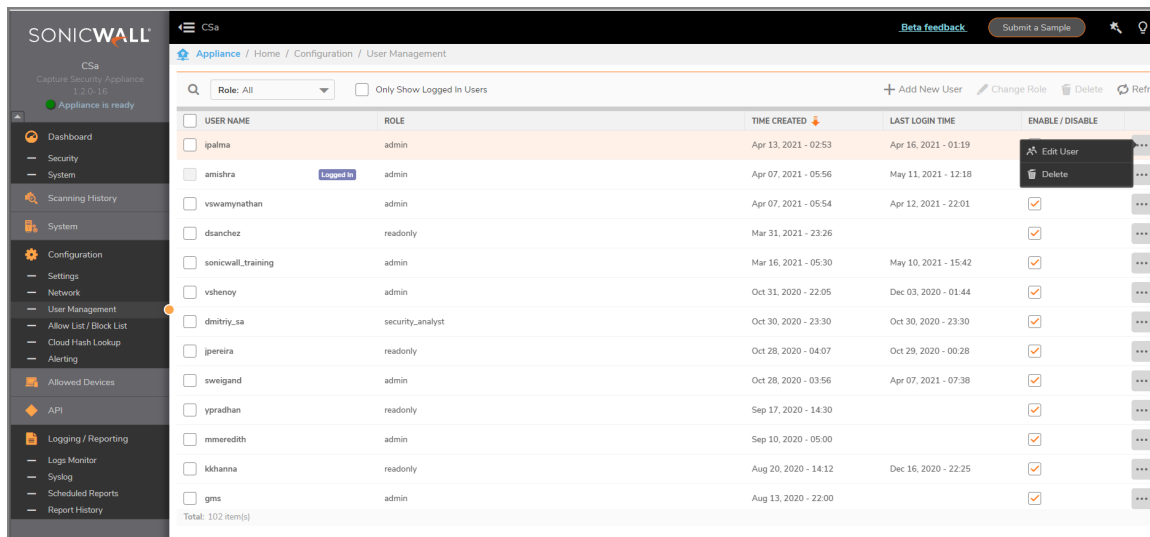 SONICWALL
CSa
Capture Security Appliance
1.2.0-16
Appliance is ready
Dashboard
Security
System
Scanning History
System
Configuration
Settings
Network
User Management
Allow List / Block List
Cloud Hash Lookup
Alerting
Allowed Devices
API
Logging / Reporting
Logs Monitor
Syslog
Scheduled Reports
Report History
CSa Beta feedback Submit a Sample
Appliance / Home / Configuration / User Management
Role: All Only Show Logged In Users Add New User Change Role Delete Refr
USER NAME ROLE TIME CREATED LAST LOGIN TIME ENABLE / DISABLE
ipalma admin Apr 13, 2021 - 02:53 Apr 16, 2021 - 01:19
Edit User
amishra Logged In admin Apr 07, 2021 - 05:56 May 11, 2021 - 12:18
Delete
vswamynathan admin Apr 07, 2021 - 05:54 Apr 12, 2021 - 22:01
dsanchez readonly Mar 31, 2021 - 23:26
sonicwall_training admin Mar 16, 2021 - 05:30 May 10, 2021 - 15:42
vshenoy admin Oct 31, 2020 - 22:05 Dec 03, 2020 - 01:44
dmitriy_sa security_analyst Oct 30, 2020 - 23:30 Oct 30, 2020 - 23:30
jpereira readonly Oct 28, 2020 - 04:07 Oct 29, 2020 - 00:28
sweigand admin Oct 28, 2020 - 03:56 Apr 07, 2021 - 07:38
ypradhan readonly Sep 17, 2020 - 14:30
mmeredith admin Sep 10, 2020 - 05:00
kkhanna readonly Aug 20, 2020 - 14:12 Dec 16, 2020 - 22:25
gms admin Aug 13, 2020 - 22:00
Total: 102 item(s)